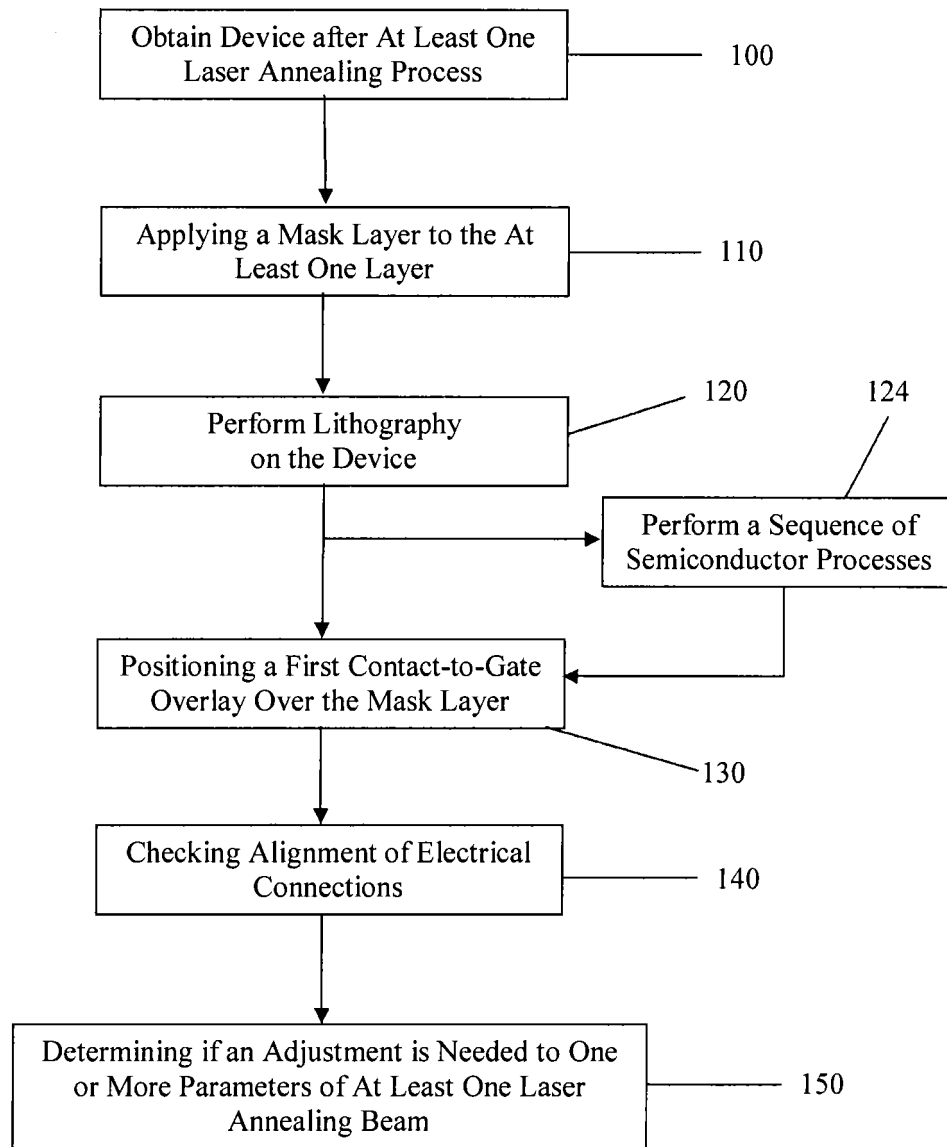 Obtain Device after At Least One
Laser Annealing Process
100
Applying a Mask Layer to the At
Least One Layer
110
Perform Lithography
on the Device
120
124
Perform a Sequence of
Semiconductor Processes
Positioning a First Contact-to-Gate
Overlay Over the Mask Layer
130
Checking Alignment of Electrical
Connections
140
Determining if an Adjustment is Needed to One
or More Parameters of At Least One Laser
Annealing Beam
150